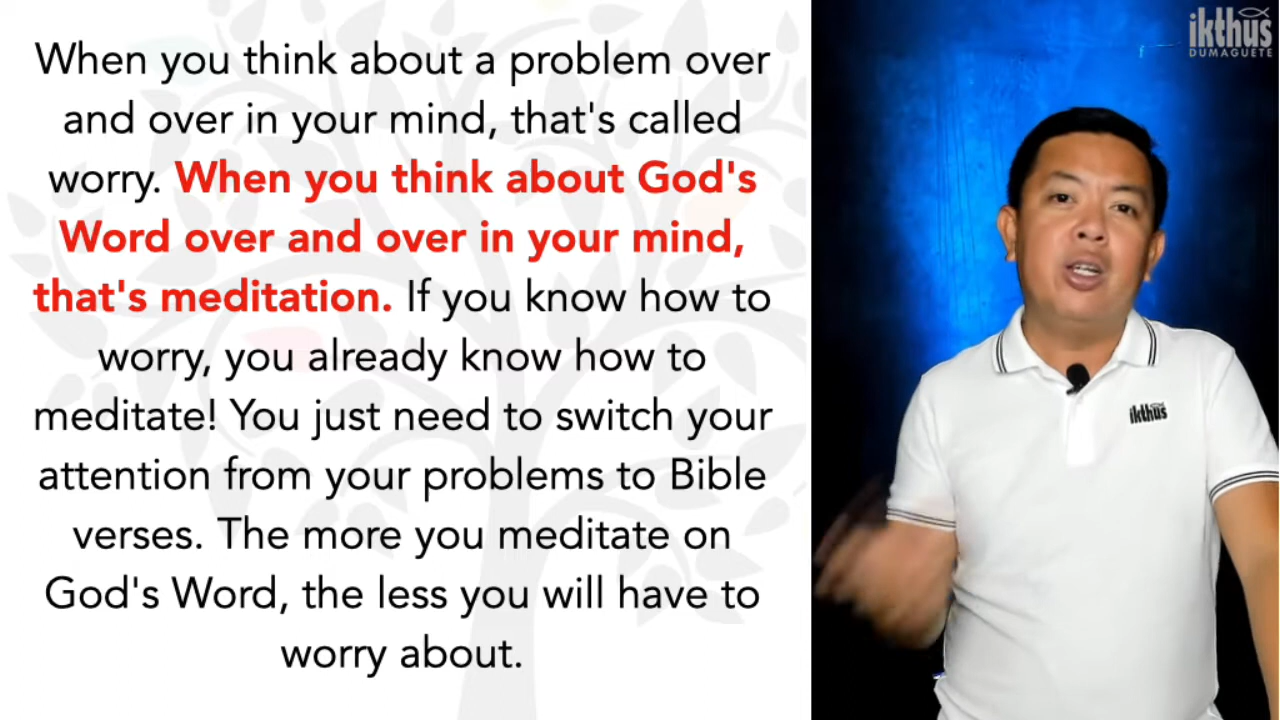 When you think about a problem over
and over in your mind, that's called
worry. When you think about God's
Word over and over in your mind,
that's meditation. If you know how to
worry, you already know how to
meditate! You just need to switch your
attention from your problems to Bible
verses. The more you meditate on
God's Word, the less you will have to
worry about.
ikthus
DUMAGUETE
ikthus